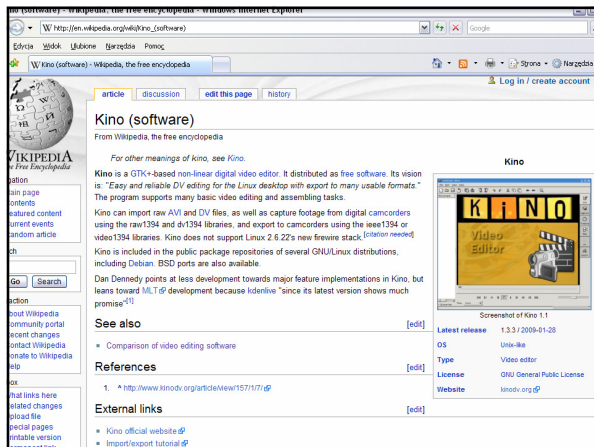 no (software) - Wikipedia, the free encyclopedia - Windows Internet Explorer
http://en.wikipedia.org/wiki/Kino_(software)
Google
Edycja Widok Ulubione Narzędzia Pomoc
Kino (software) - Wikipedia, the free encyclopedia
Strona
Narzędzia
Log in / create account
article discussion edit this page history
WIKIPEDIA
The Free Encyclopedia
Kino (software)
From Wikipedia, the free encyclopedia
For other meanings of kino, see Kino.
Kino is a GTK+-based non-linear digital video editor. It distributed as free software. Its vision
is: "Easy and reliable DV editing for the Linux desktop with export to many usable formats."
The program supports many basic video editing and assembling tasks.
Kino can import raw AVI and DV files, as well as capture footage from digital camcorders
using the raw1394 and dv1394 libraries, and export to camcorders using the ieee1394 or
video1394 libraries. Kino does not support Linux 2.6.22's new firewire stack.[citation needed]
Kino is included in the public package repositories of several GNU/Linux distributions,
including Debian. BSD ports are also available.
Dan Dennedy points at less development towards major feature implementations in Kino, but
leans toward MLT development because kdenlive "since its latest version shows much
promise"[1]
See also [edit]
Comparison of video editing software
References [edit]
1. ^ http://www.kinodv.org/article/view/157/1/7/
External links [edit]
Kino official website
Import/export tutorial
Kino
KINO
Video
Editor
Screenshot of Kino 1.1
Latest release 1.3.3 / 2009-01-28
OS Unix-like
Type Video editor
License GNU General Public License
Website kinodv.org
gation
ain page
ontents
eatured content
urrent events
andom article
ch
Go Search
action
bout Wikipedia
ommunity portal
ecent changes
ontact Wikipedia
onate to Wikipedia
elp
ox
hat links here
elated changes
pload file
pecial pages
rintable version